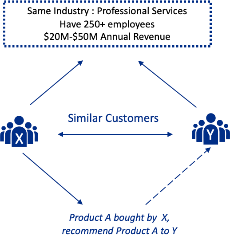 Same Industry : Professional Services
Have 250+ employees
$20M-$50M Annual Revenue
Similar Customers
X
Y
Product A bought by X,
recommend Product A to Y